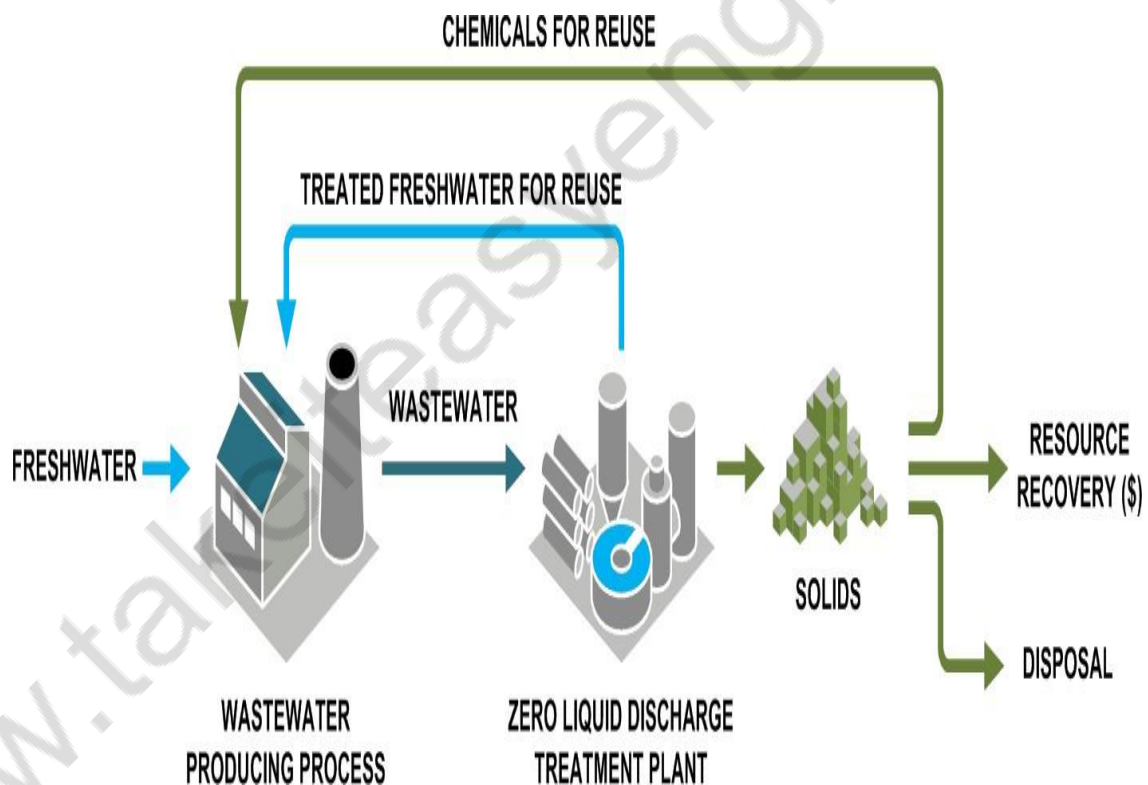 CHEMICALS FOR REUSE
TREATED FRESHWATER FOR REUSE
WASTEWATER
FRESHWATER
RESOURCE
RECOVERY ($)
SOLIDS
DISPOSAL
WASTEWATER
PRODUCING PROCESS
ZERO LIQUID DISCHARGE
TREATMENT PLANT
w.takeiteasyeng